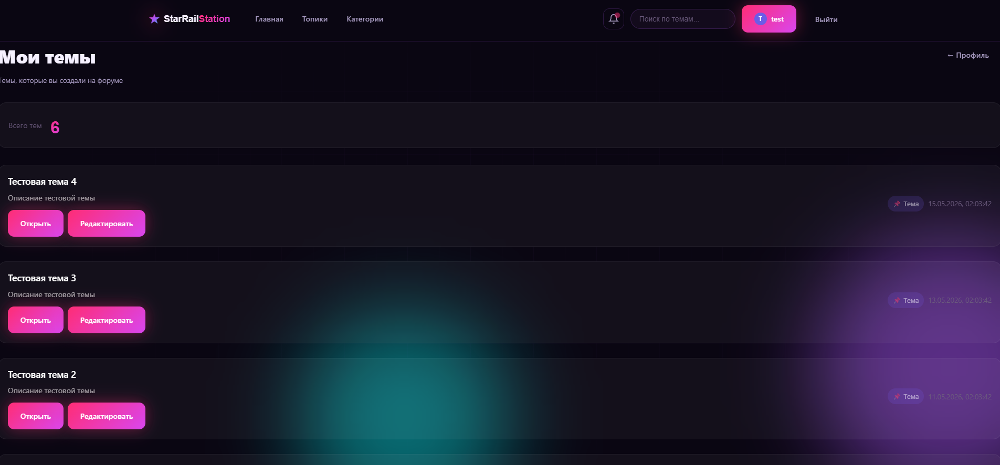 StarRailStation Главная Топики Категории Поиск по темам... T test Выйти
Мои темы
← Профиль
Темы, которые вы создали на форуме
Всего тем 6
Тестовая тема 4
Описание тестовой темы
Тема 15.05.2026, 02:03:42
Открыть Редактировать
Тестовая тема 3
Описание тестовой темы
Тема 13.05.2026, 02:03:42
Открыть Редактировать
Тестовая тема 2
Описание тестовой темы
Тема 11.05.2026, 02:03:42
Открыть Редактировать